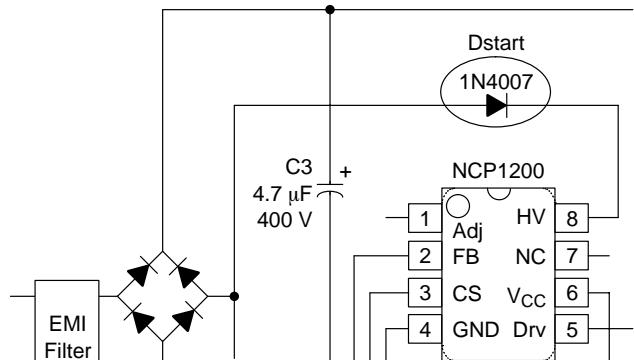 Dstart
1N4007
C3
+
4.7 μF
400 V
NCP1200
1
Adj
HV
8
2
FB
NC
7
3
CS
VCC
6
4
GND
Drv
5
EMI
Filter